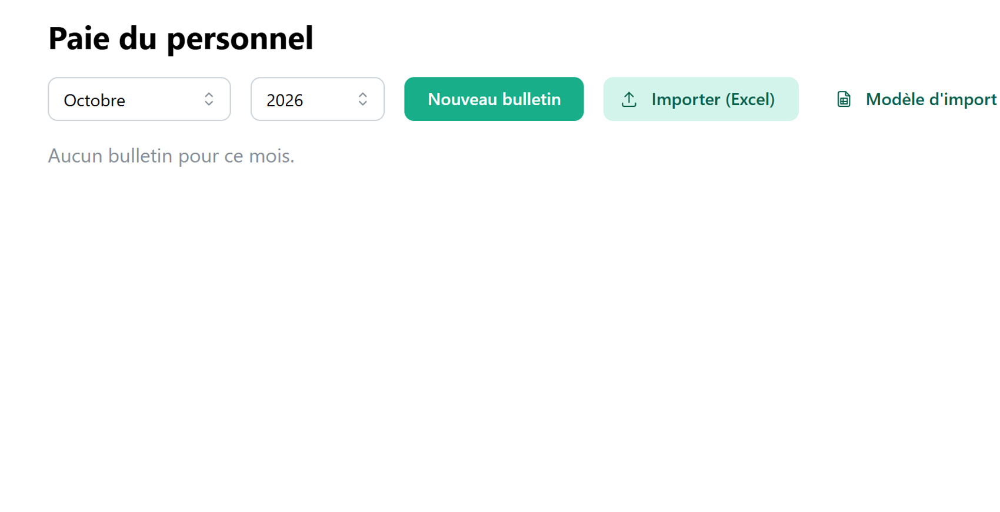 Paie du personnel
Octobre 2026 Nouveau bulletin Importer (Excel) Modèle d'import
Aucun bulletin pour ce mois.